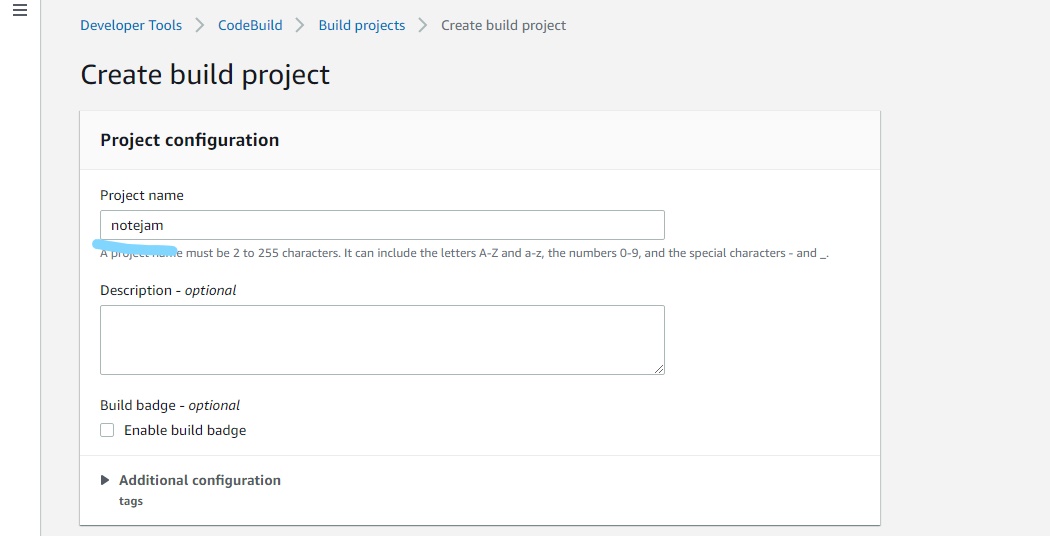 Developer Tools > CodeBuild > Build projects > Create build project
Create build project
Project configuration
Project name
notejam
A project name must be 2 to 255 characters. It can include the letters A-Z and a-z, the numbers 0-9, and the special characters - and _.
Description - optional
Build badge - optional
Enable build badge
Additional configuration
tags